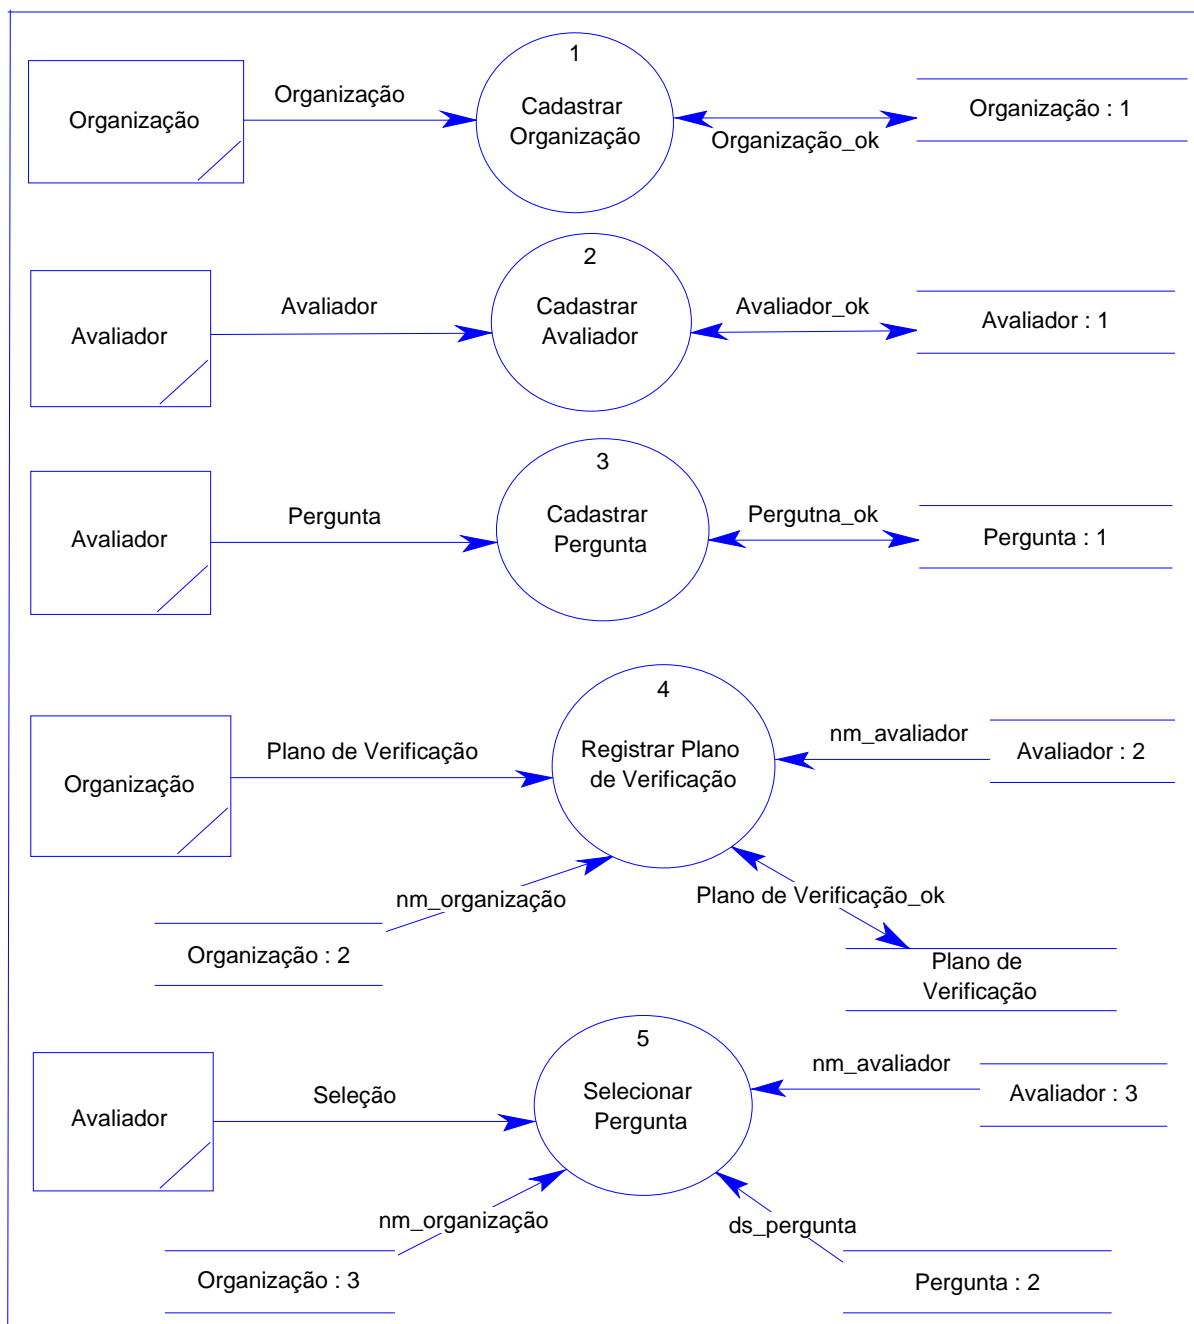 1
Organização
Organização
Cadastrar
Organização
Organização_ok
Organização : 1
2
Avaliador
Avaliador
Cadastrar
Avaliador
Avaliador_ok
Avaliador : 1
3
Avaliador
Pergunta
Cadastrar
Pergunta
Pergutna_ok
Pergunta : 1
4
Organização
Plano de Verificação
Registrar Plano
de Verificação
nm_avaliador
Avaliador : 2
nm_organização
Organização : 2
Plano de Verificação_ok
Plano de
Verificação
5
Avaliador
Seleção
Selecionar
Pergunta
nm_avaliador
Avaliador : 3
nm_organização
Organização : 3
ds_pergunta
Pergunta : 2